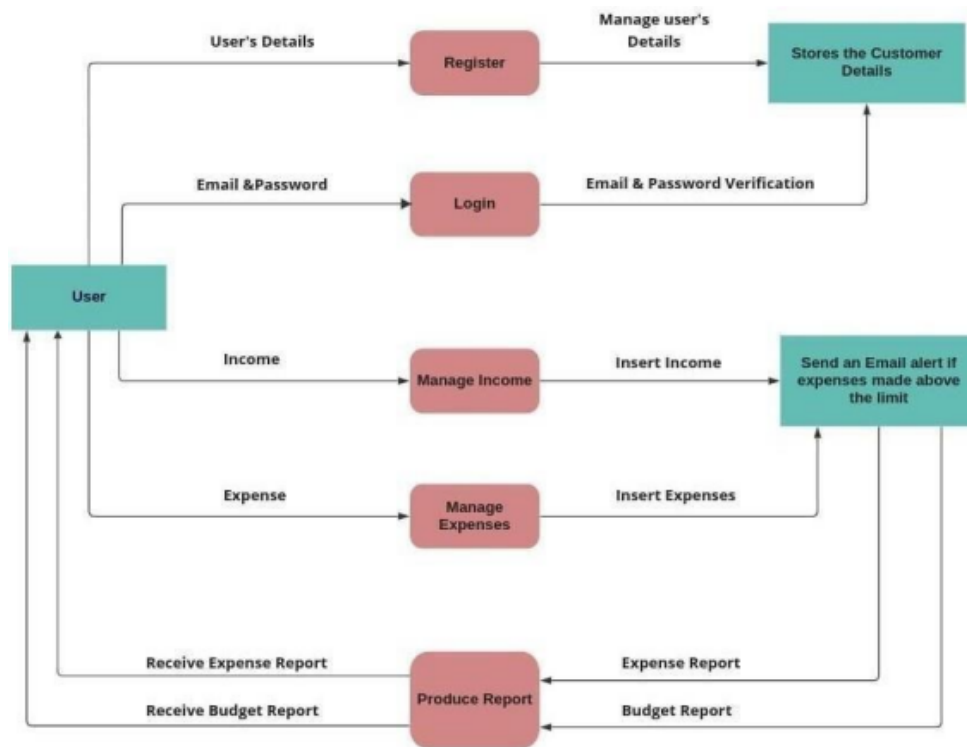 User's Details
Manage user's
Details
Register
Stores the Customer
Details
Email &Password
Login
Email & Password Verification
User
Income
Manage Income
Insert Income
Send an Email alert if
expenses made above
the limit
Expense
Manage
Expenses
Insert Expenses
Receive Expense Report
Expense Report
Produce Report
Receive Budget Report
Budget Report